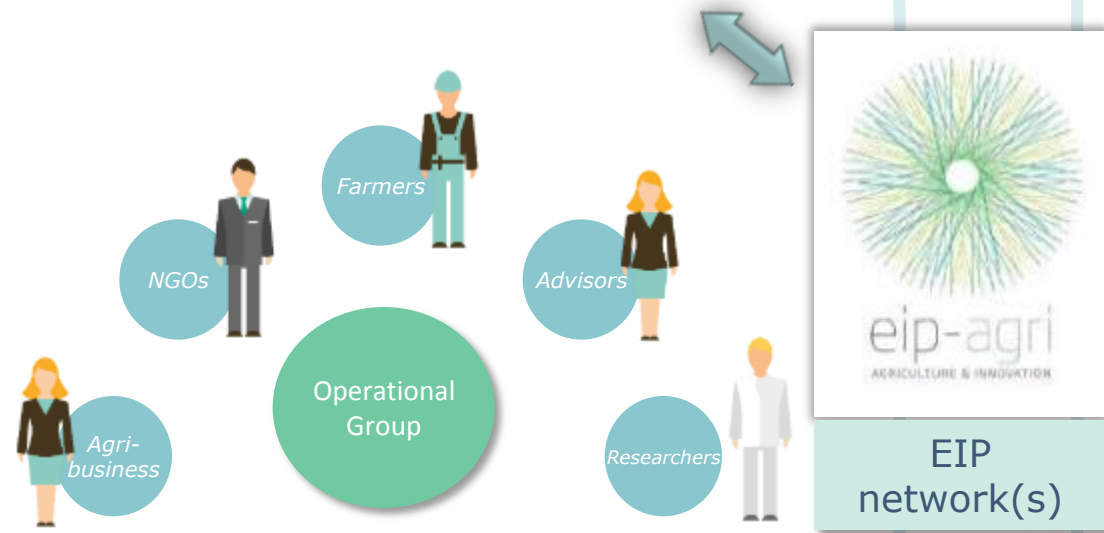 Farmers
NGOs
Advisors
Operational
Group
Agri-
business
Researchers
eip-agri
AGRICULTURE & INNOVATION
EIP
network(s)